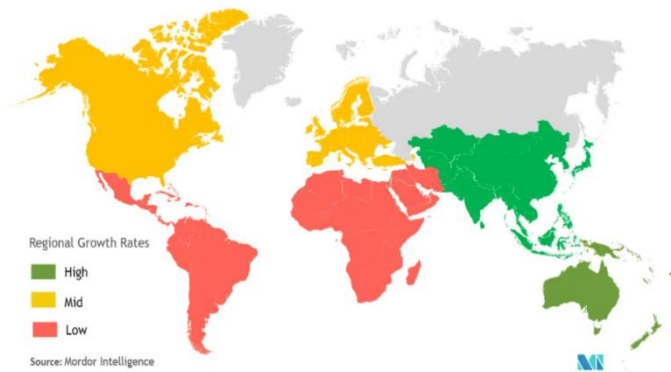 Regional Growth Rates
High
Mid
Low
Source: Mordor Intelligence